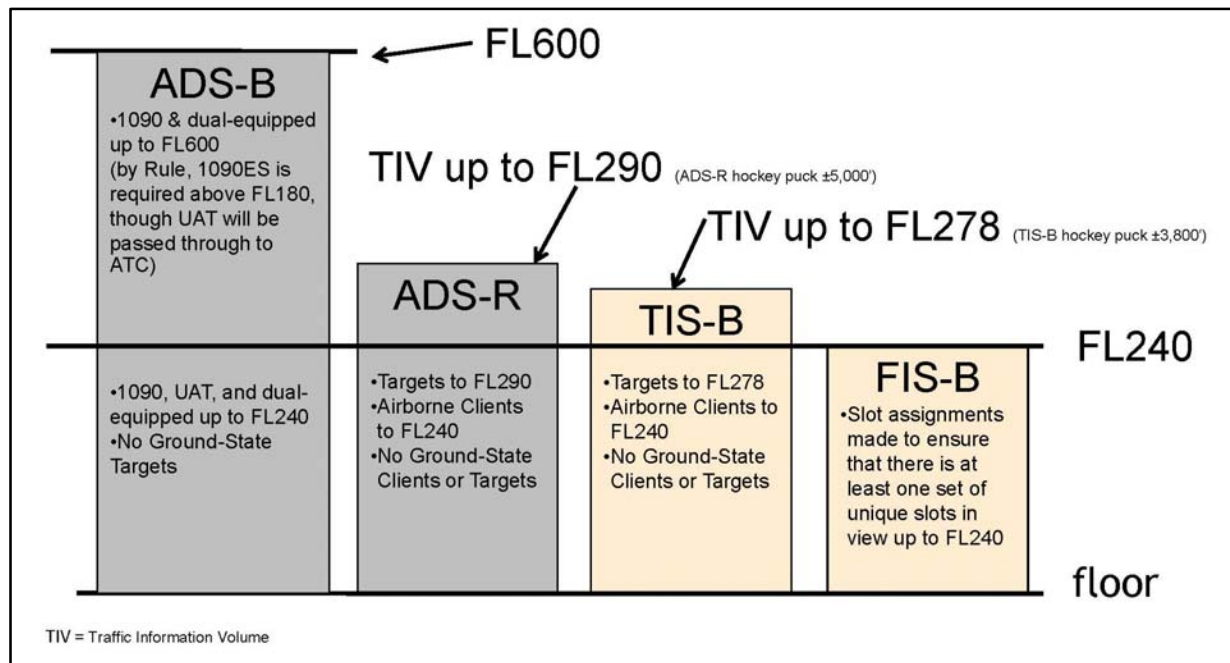 FL600
ADS-B
•1090 & dual-equipped
up to FL600
(by Rule, 1090ES is
required above FL180,
though UAT will be
passed through to
ATC)
TIV up to FL290 (ADS-R hockey puck ±5,000’)
TIV up to FL278 (TIS-B hockey puck ±3,800’)
ADS-R
TIS-B
FL240
•1090, UAT, and dual-
equipped up to FL240
•No Ground-State
Targets
•Targets to FL290
•Airborne Clients
to FL240
•No Ground-State
Clients or Targets
•Targets to FL278
•Airborne Clients to
FL240
•No Ground-State
Clients or Targets
FIS-B
•Slot assignments
made to ensure
that there is at
least one set of
unique slots in
view up to FL240
floor
TIV = Traffic Information Volume